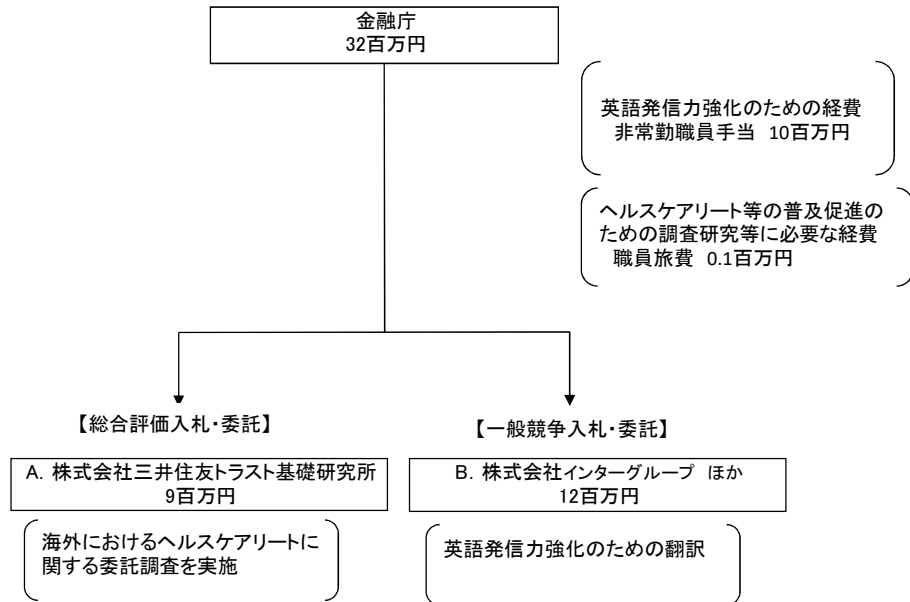 金融庁
32百万円
英語発信力強化のための経費
非常勤職員手当 10百万円
ヘルスケアリート等の普及促進の
ための調査研究等に必要な経費
職員旅費 0.1百万円
【総合評価入札・委託】
【一般競争入札・委託】
A. 株式会社三井住友トラスト基礎研究所
9百万円
B. 株式会社インターグループ ほか
12百万円
海外におけるヘルスケアリートに
関する委託調査を実施
英語発信力強化のための翻訳